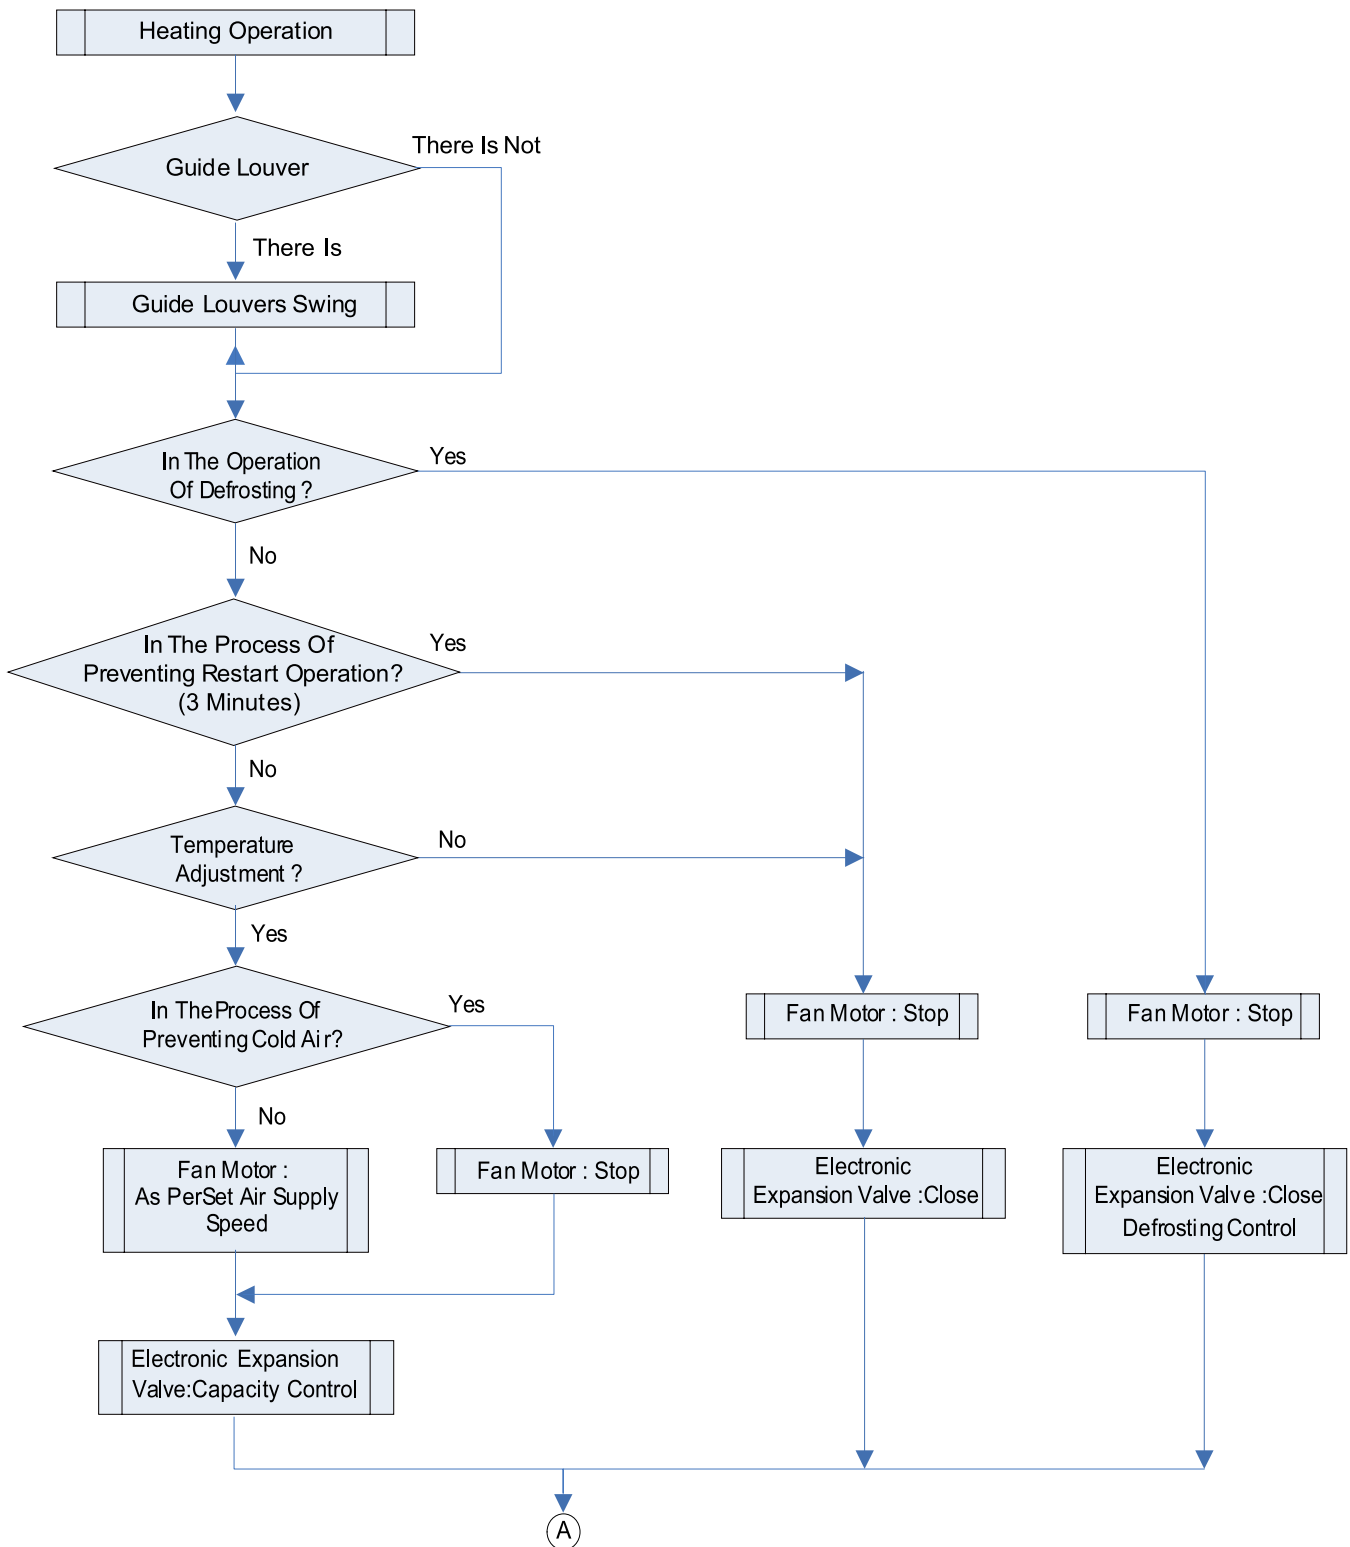 Heating Operation
There Is Not
Guide Louver
There Is
Guide Louvers Swing
In The Operation
Of Defrosting ?
Yes
No
In The Process Of
Preventing Restart Operation?
(3 Minutes)
Yes
No
Temperature
Adjustment ?
No
Yes
In The Process Of
Preventing Cold Air?
Yes
No
Fan Motor : Stop
Fan Motor : Stop
Fan Motor :
As PerSet Air Supply
Speed
Fan Motor : Stop
Electronic
Expansion Valve :Close
Electronic
Expansion Valve :Close
Defrosting Control
Electronic Expansion
Valve:Capacity Control
A